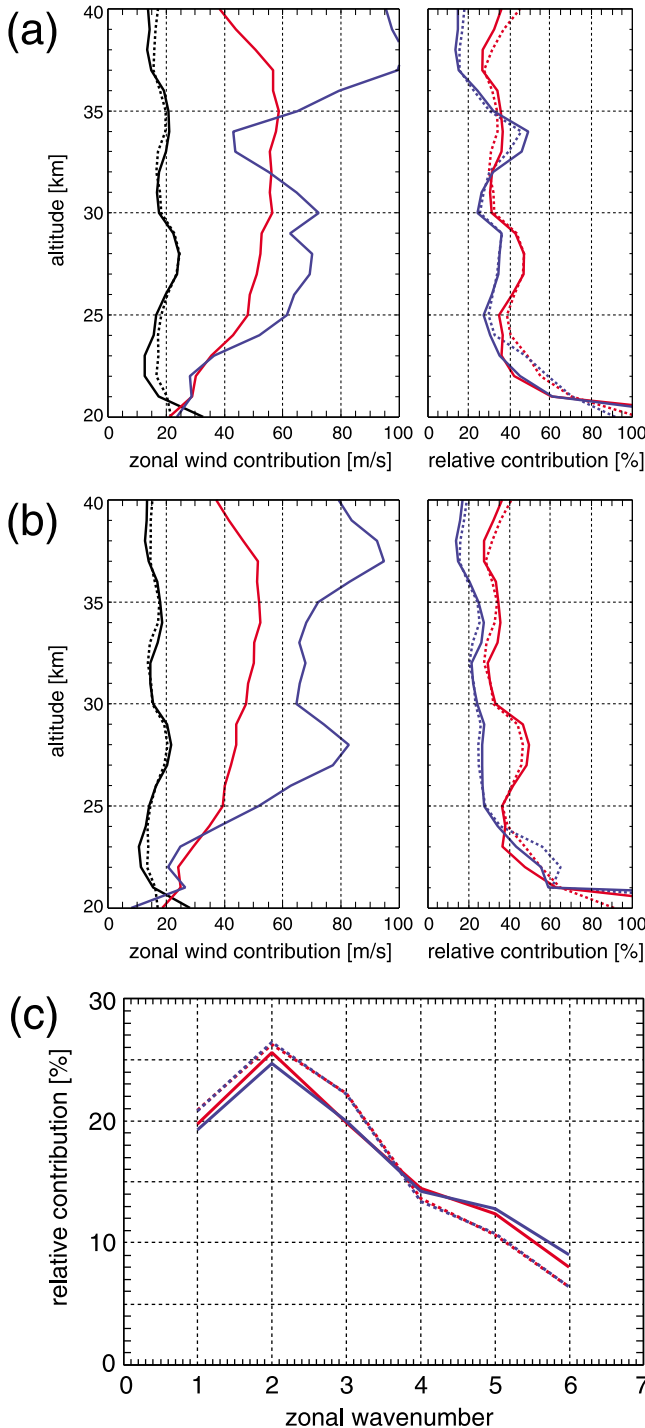 (a)
40
35
30
25
20
altitude [km]
0 20 40 60 80 100
zonal wind contribution [m/s]
0 20 40 60 80 100
relative contribution [%]
(b)
40
35
30
25
20
altitude [km]
0 20 40 60 80 100
zonal wind contribution [m/s]
0 20 40 60 80 100
relative contribution [%]
(c)
30
20
10
0
relative contribution [%]
0 1 2 3 4 5 6 7
zonal wavenumber